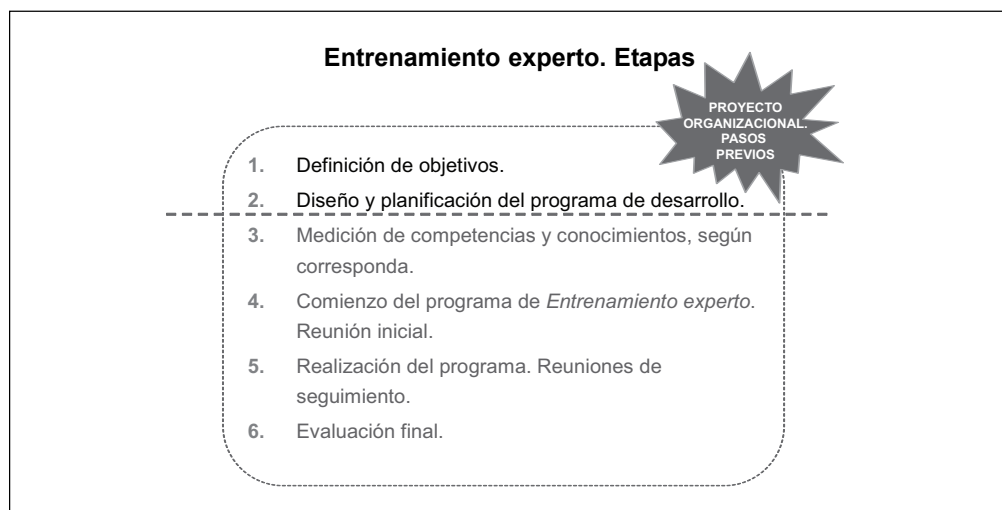 Entrenamiento experto. Etapas
PROYECTO
ORGANIZACIONAL.
PASOS
PREVIOS
1. Definición de objetivos.
2. Diseño y planificación del programa de desarrollo.
3. Medición de competencias y conocimientos, según
corresponda.
4. Comienzo del programa de Entrenamiento experto.
Reunión inicial.
5. Realización del programa. Reuniones de
seguimiento.
6. Evaluación final.